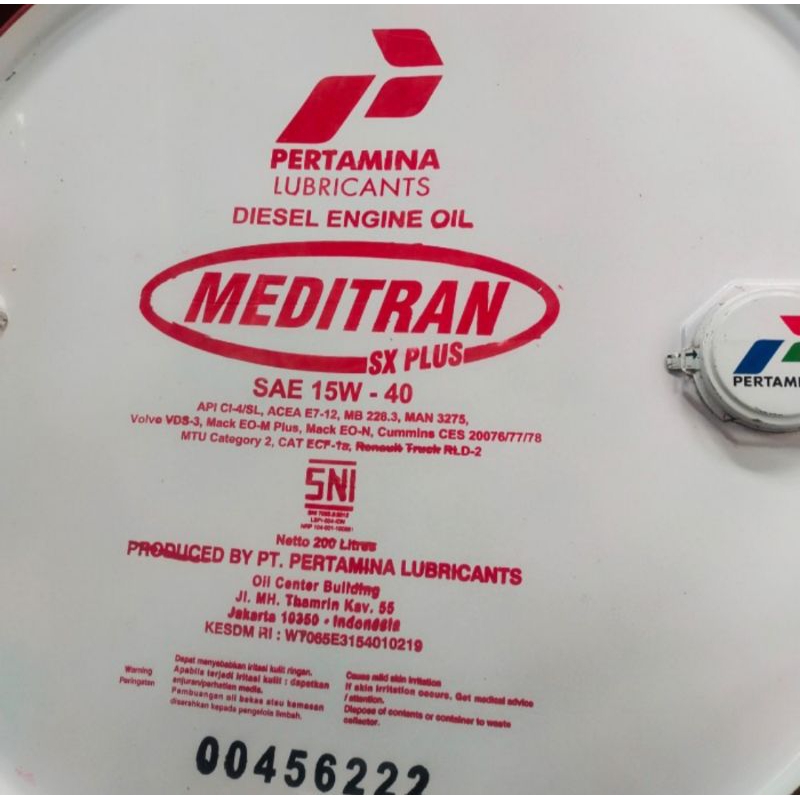 PERTAMINA
LUBRICANTS
DIESEL ENGINE OIL
MEDITRAN
SX PLUS
SAE 15W - 40
API CI-4/SL, ACEA E7-12, MB 228.3, MAN 3275,
Volvo VDS-3, Mack EO-M Plus, Mack EO-N, Cummins CES 20076/77/78
MTU Category 2, CAT ECF-1a, Renault Truck RLD-2
SNI
Netto 200 Litres
PRODUCED BY PT. PERTAMINA LUBRICANTS
Oil Center Building
Jl. MH. Thamrin Kav. 55
Jakarta 10350 - Indonesia
KESDM RI : W7065E3154010219
Warning
Peringatan
Dapat menyebabkan iritasi kulit ringan.
Apabila terjadi iritasi kulit : dapatkan
anjuran/perhatian medis.
Pembuangan oli bekas atau kemasan
diserahkan kepada pengelola limbah.
Cause mild skin irritation
If skin irritation occurs, Get medical advice
/ attention.
Dispose of contents or container to waste
collector.
00456222
PERTAMI